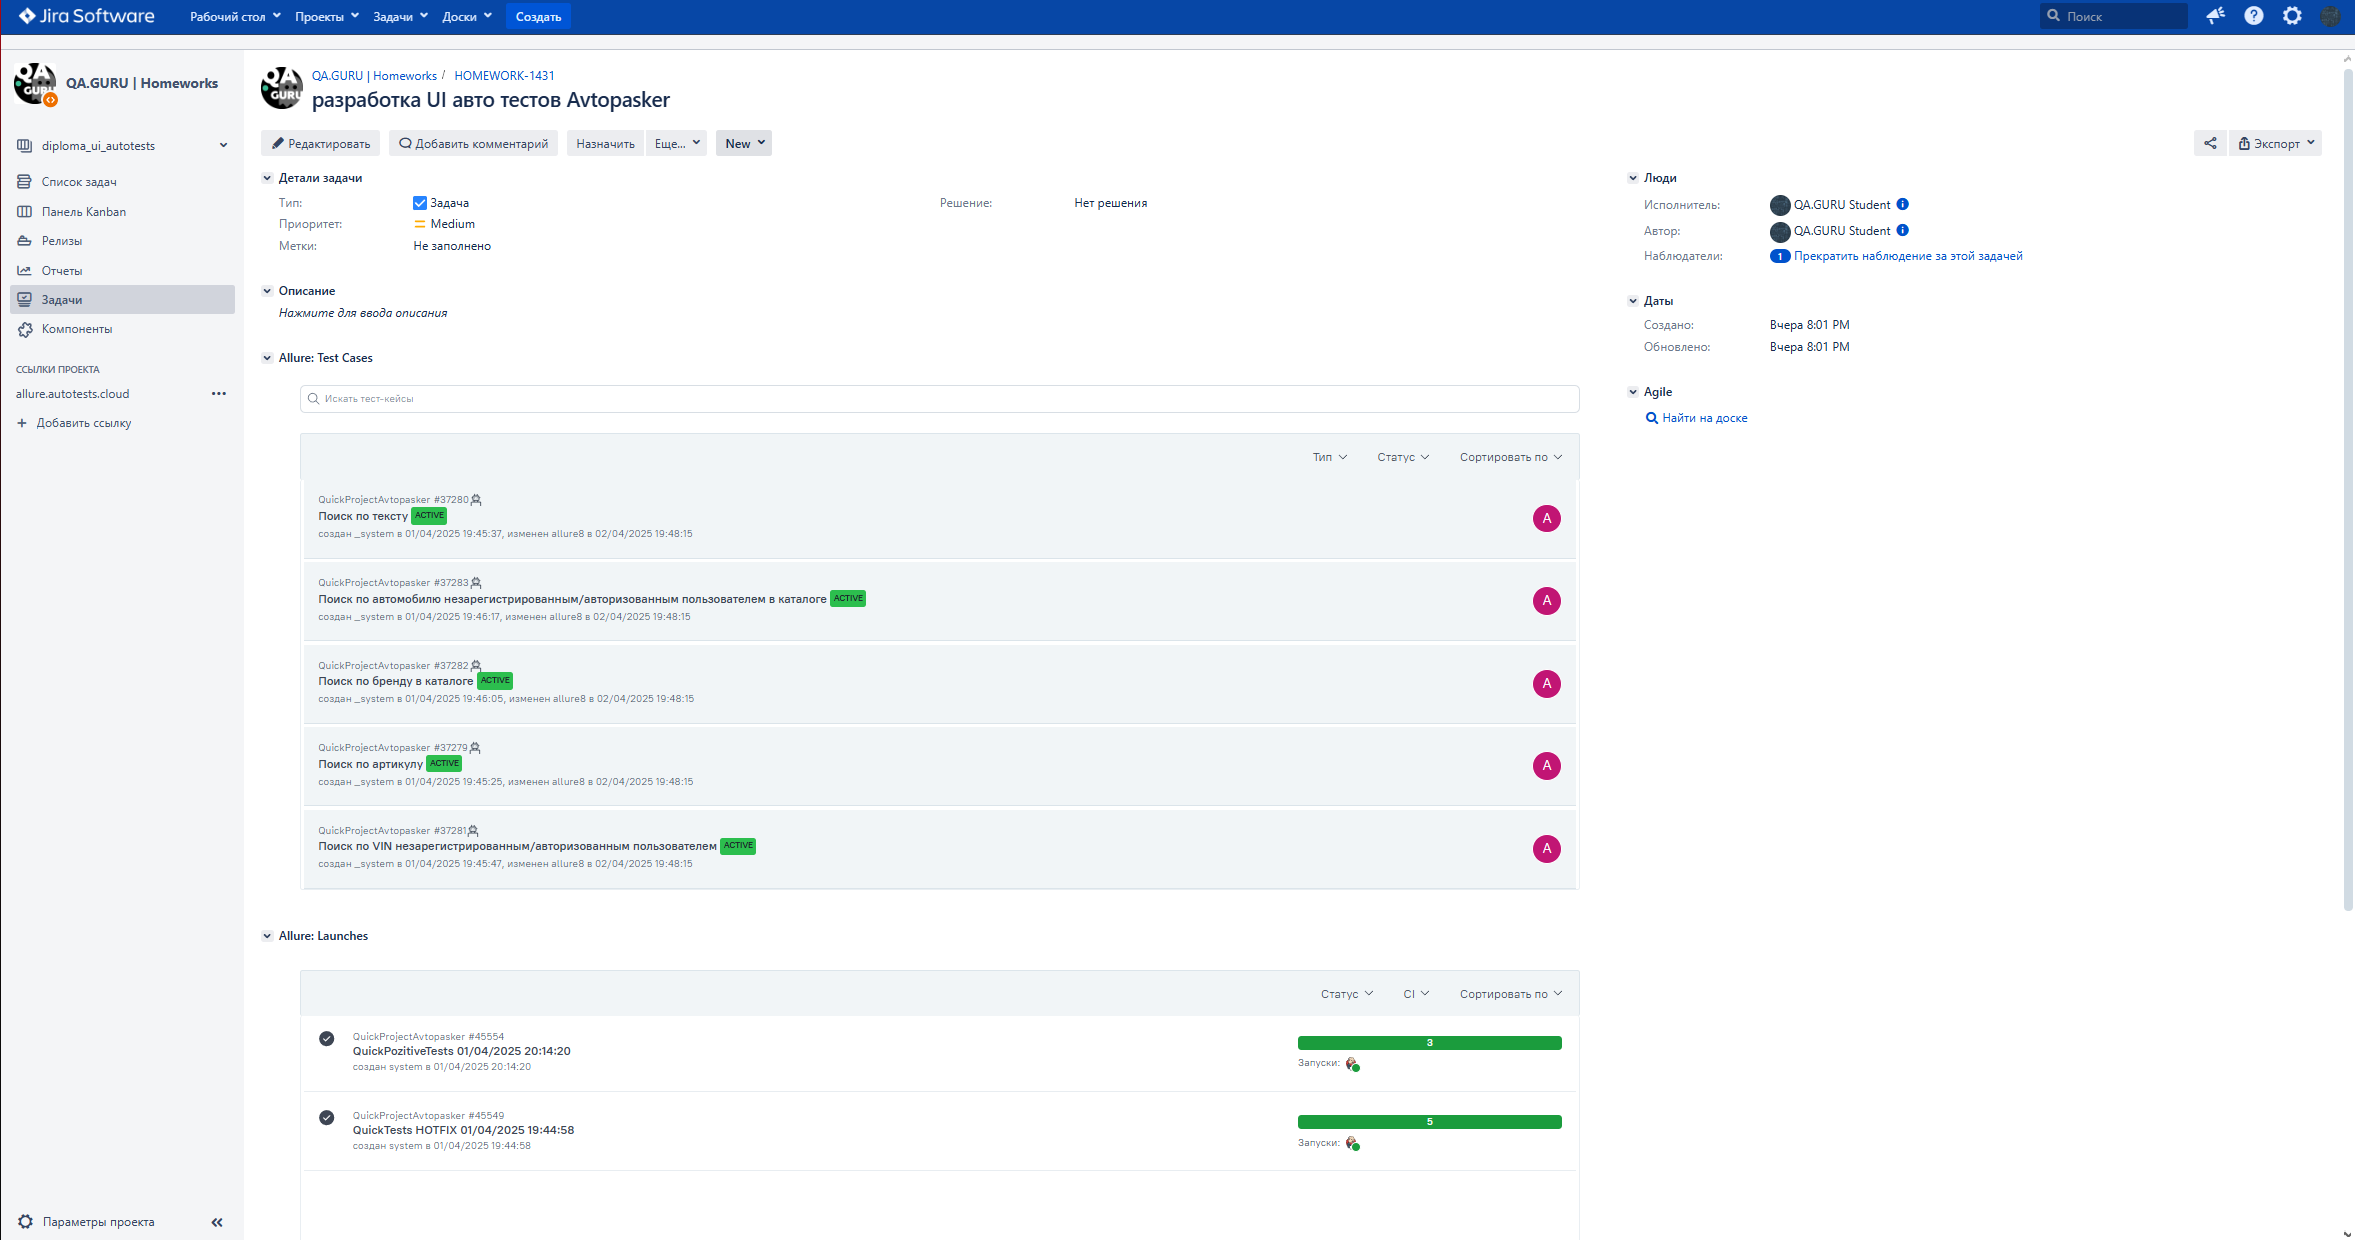 Jira Software
Рабочий стол
Проекты
Задачи
Доски
Создать
Поиск
QA GURU
QA.GURU | Homeworks
diploma_ui_autotests
Список задач
Панель Kanban
Релизы
Отчеты
Задачи
Компоненты
ССЫЛКИ ПРОЕКТА
allure.autotests.cloud
Добавить ссылку
Параметры проекта
QA GURU
QA.GURU | Homeworks / HOMEWORK-1431
разработка UI авто тестов Avtopasker
Редактировать
Добавить комментарий
Назначить
Еще...
New
Экспорт
Детали задачи
Тип: Задача
Решение: Нет решения
Приоритет: Medium
Метки: Не заполнено
Описание
Нажмите для ввода описания
Allure: Test Cases
Искать тест-кейсы
Тип Статус Сортировать по
QuickProjectAvtopasker #37280
Поиск по тексту ACTIVE
создан _system в 01/04/2025 19:45:37, изменен allure8 в 02/04/2025 19:48:15
A
QuickProjectAvtopasker #37283
Поиск по автомобилю незарегистрированным/авторизованным пользователем в каталоге ACTIVE
создан _system в 01/04/2025 19:46:17, изменен allure8 в 02/04/2025 19:48:15
A
QuickProjectAvtopasker #37282
Поиск по бренду в каталоге ACTIVE
создан _system в 01/04/2025 19:46:05, изменен allure8 в 02/04/2025 19:48:15
A
QuickProjectAvtopasker #37279
Поиск по артикулу ACTIVE
создан _system в 01/04/2025 19:45:25, изменен allure8 в 02/04/2025 19:48:15
A
QuickProjectAvtopasker #37281
Поиск по VIN незарегистрированным/авторизованным пользователем ACTIVE
создан _system в 01/04/2025 19:45:47, изменен allure8 в 02/04/2025 19:48:15
A
Allure: Launches
Статус CI Сортировать по
QuickProjectAvtopasker #45554
QuickPozitiveTests 01/04/2025 20:14:20
создан system в 01/04/2025 20:14:20
3
Запуски:
QuickProjectAvtopasker #45549
QuickTests HOTFIX 01/04/2025 19:44:58
создан system в 01/04/2025 19:44:58
5
Запуски:
Люди
Исполнитель: QA.GURU Student
Автор: QA.GURU Student
Наблюдатели: 1 Прекратить наблюдение за этой задачей
Даты
Создано: Вчера 8:01 PM
Обновлено: Вчера 8:01 PM
Agile
Найти на доске